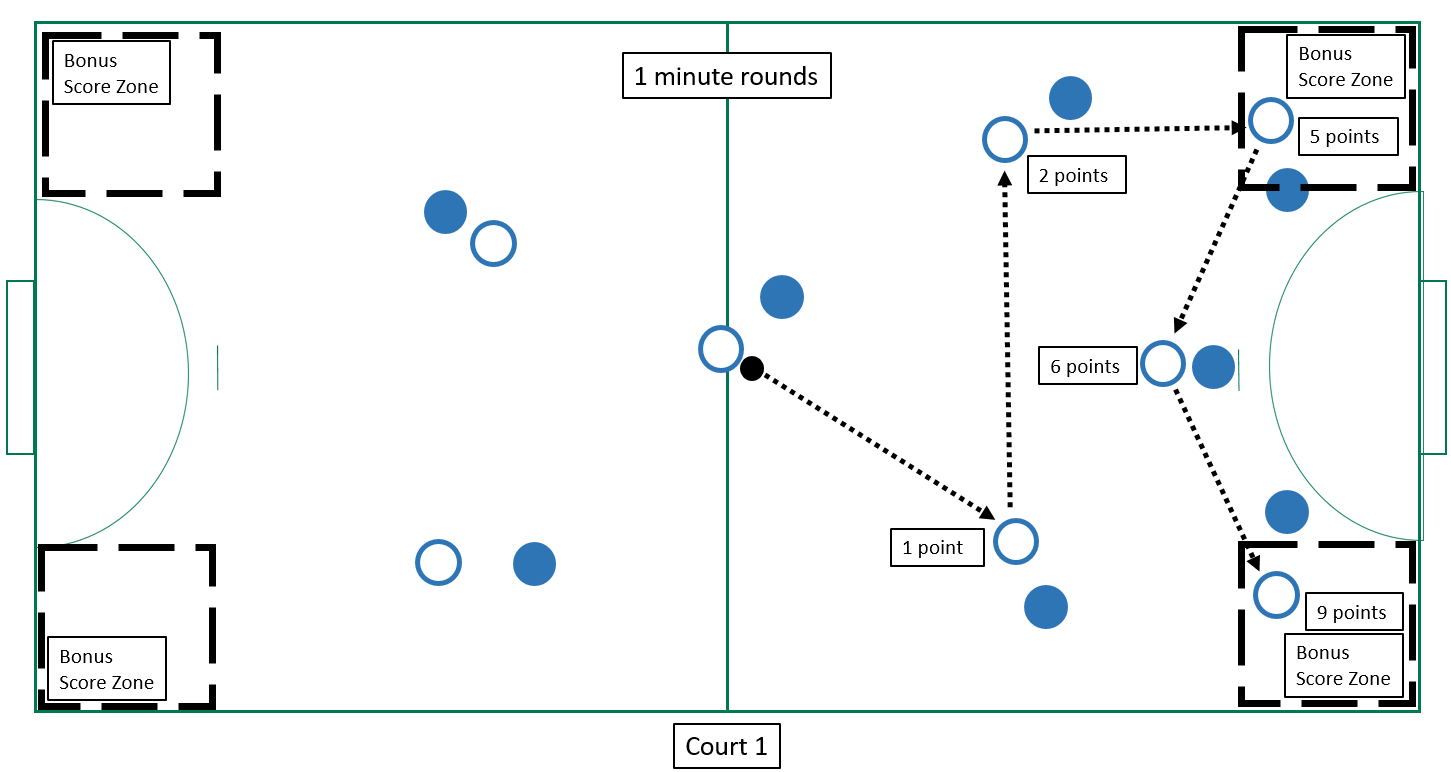 Bonus
Score Zone
1 minute rounds
Bonus
Score Zone
5 points
2 points
6 points
1 point
9 points
Bonus
Score Zone
Bonus
Score Zone
Court 1